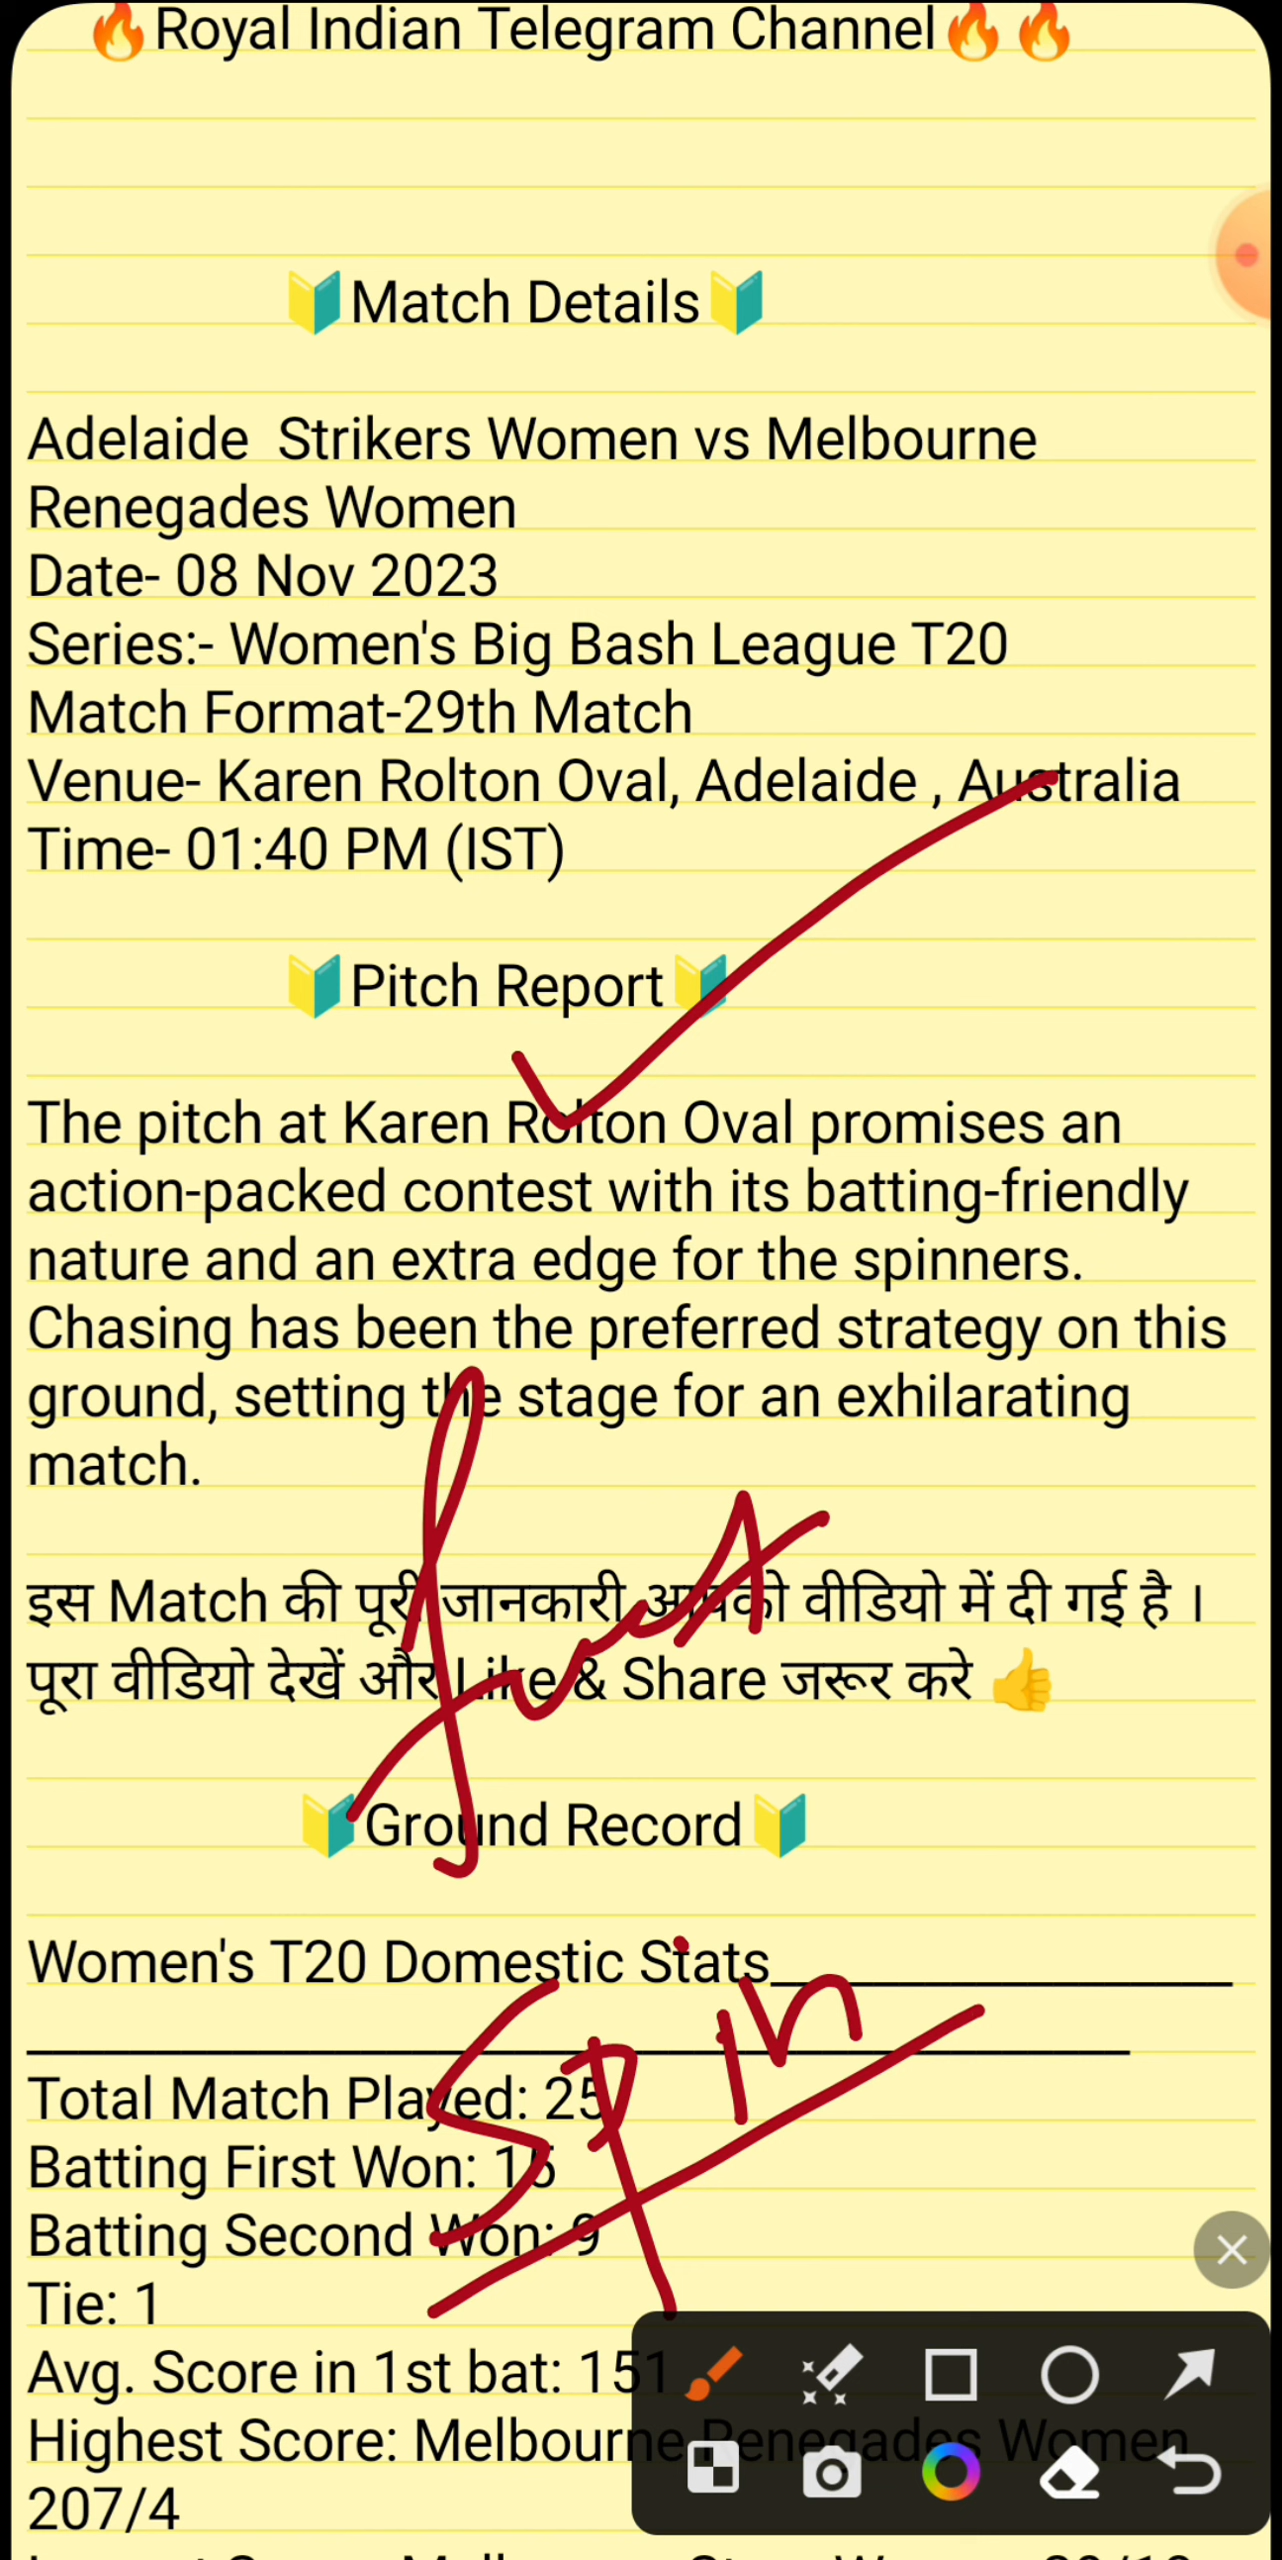 🔥Royal Indian Telegram Channel🔥🔥
🔰Match Details🔰
Adelaide  Strikers Women vs Melbourne
Renegades Women
Date- 08 Nov 2023
Series:- Women's Big Bash League T20
Match Format-29th Match
Venue- Karen Rolton Oval, Adelaide , Australia
Time- 01:40 PM (IST)
🔰Pitch Report🔰
The pitch at Karen Rolton Oval promises an
action-packed contest with its batting-friendly
nature and an extra edge for the spinners.
Chasing has been the preferred strategy on this
ground, setting the stage for an exhilarating
match.
इस Match की पूरी जानकारी आपको वीडियो में दी गई है ।
पूरा वीडियो देखें और Like & Share जरूर करे 👍
🔰Ground Record🔰
Women's T20 Domestic Stats
Spin
Total Match Played: 25
Batting First Won: 15
Batting Second Won: 9
Tie: 1
Avg. Score in 1st bat: 151
Highest Score: Melbourne Renegades Women
207/4